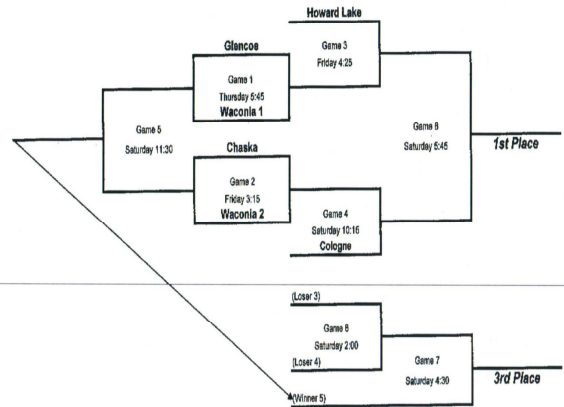 Howard Lake
Game 3
Friday 4:25
Glencoe
Game 1
Thursday 5:45
Waconia 1
Game 5
Saturday 11:30
Game 8
Saturday 5:45
1st Place
Chaska
Game 2
Friday 3:15
Waconia 2
Game 4
Saturday 10:15
Cologne
(Loser 3)
Game 6
Saturday 2:00
(Loser 4)
Game 7
Saturday 4:30
3rd Place
(Winner 5)